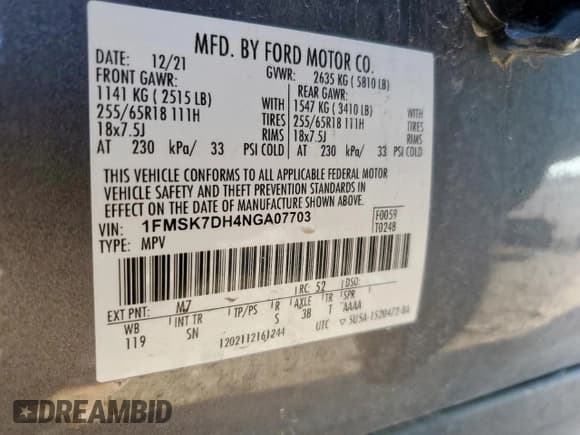 MFD. BY FORD MOTOR CO.
DATE: 12/21
GVWR: 2635 KG ( 5810 LB)
FRONT GAWR:
REAR GAWR:
1141 KG ( 2515 LB)
WITH
1547 KG ( 3410 LB)
WITH
255/65R18 111H
TIRES
255/65R18 111H
TIRES
18x7.5J
RIMS
18x7.5J
RIMS
AT 230 kPa/ 33 PSI COLD
AT 230 kPa/ 33 PSI COLD
THIS VEHICLE CONFORMS TO ALL APPLICABLE FEDERAL MOTOR
VEHICLE SAFETY AND THEFT PREVENTION STANDARDS IN
EFFECT ON THE DATE OF MANUFACTURE SHOWN ABOVE.
VIN: 1FMSK7DH4NGA07703
TYPE: MPV
F0059
T0248
EXT PNT: M7
RC: 52
DSO:
WB
INT TR
TP/PS
R
AXLE
TR
SPR
119
SN
S
3B
T
AAAA
120211216J244
UTC
▽ 5U5A-1520472-BA
DREAMBID